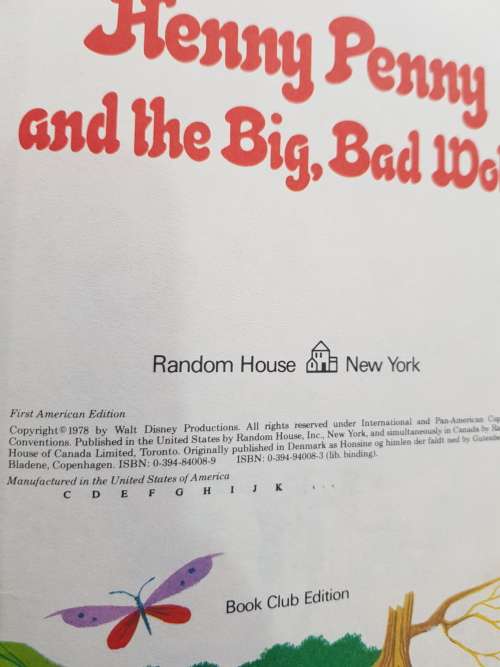 Henny Penny
and the Big, Bad
Random House New York
First American Edition
Copyright © 1978 by Walt Disney Productions. All rights reserved under International and Pan-American
Conventions. Published in the United States by Random House, Inc., New York, and simultaneously in Canada by
House of Canada Limited, Toronto. Originally published in Denmark as Honsine og himlen der faldt ned by
Bladene, Copenhagen. ISBN: 0-394-84008-9 ISBN: 0-394-94008-3 (lib. binding).
Manufactured in the United States of America
C D E F G H I J K
Book Club Edition